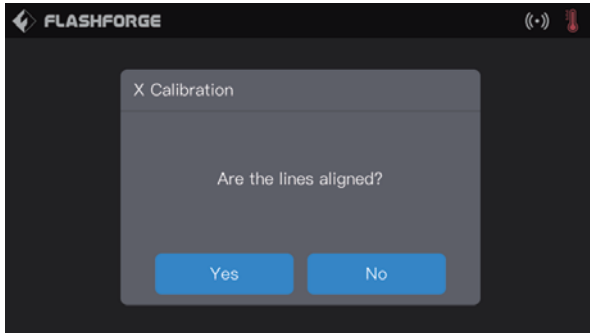 FLASHFORGE
X Calibration
Are the lines aligned?
Yes
No